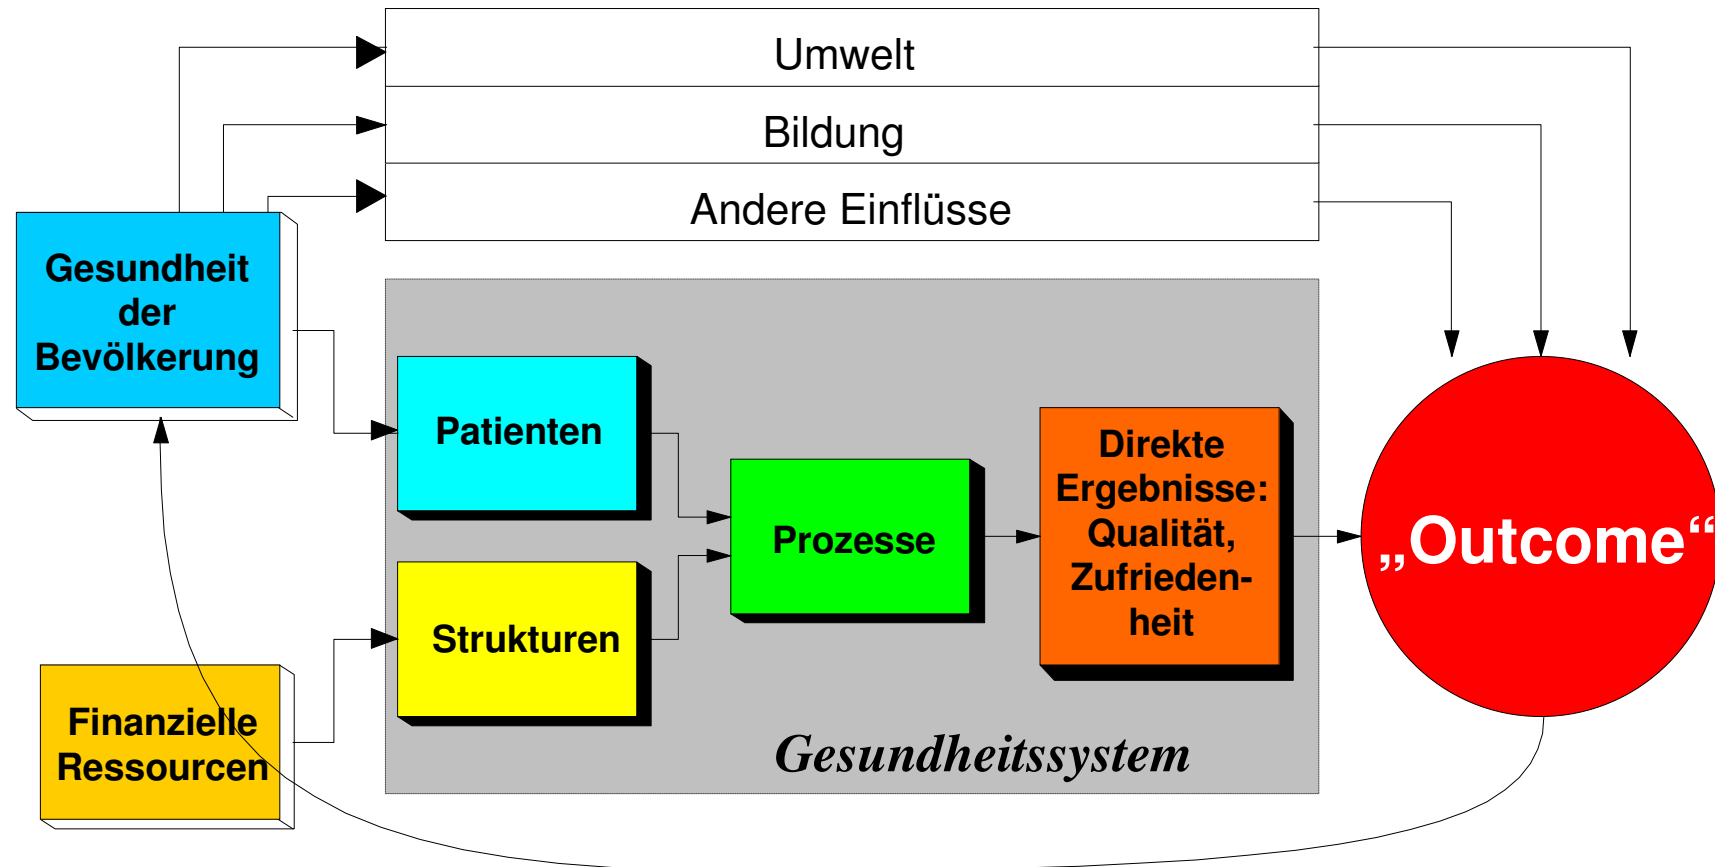 Umwelt
Bildung
Andere Einflüsse
Gesundheit
der
Bevölkerung
Patienten
Direkte
Ergebnisse:
Qualität,
Zufrieden-
heit
Prozesse
„Outcome“
Strukturen
Finanzielle
Ressourcen
Gesundheitssystem